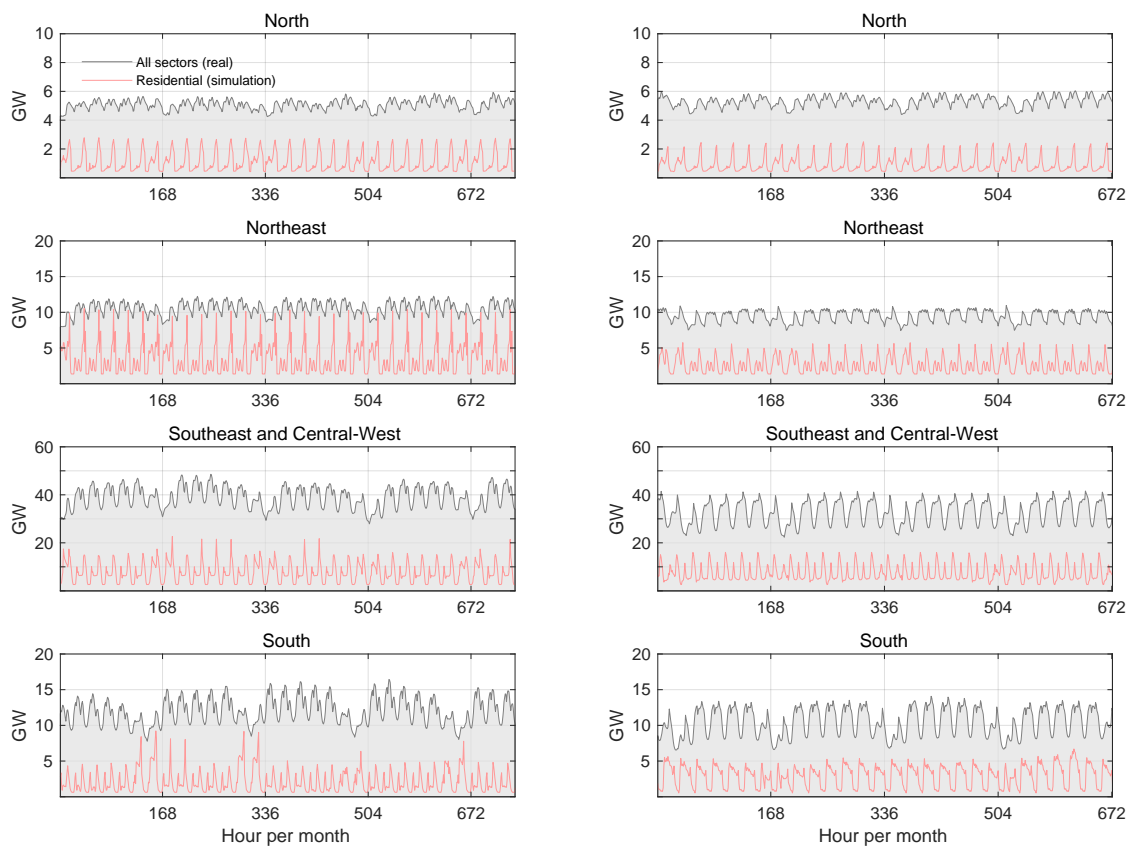 North
10
8
6
4
2
GW
All sectors (real)
Residential (simulation)
168 336 504 672
North
10
8
6
4
2
GW
168 336 504 672
Northeast
20
15
10
5
GW
168 336 504 672
Northeast
20
15
10
5
GW
168 336 504 672
Southeast and Central-West
60
40
20
GW
168 336 504 672
Southeast and Central-West
60
40
20
GW
168 336 504 672
South
20
15
10
5
GW
168 336 504 672
Hour per month
South
20
15
10
5
GW
168 336 504 672
Hour per month